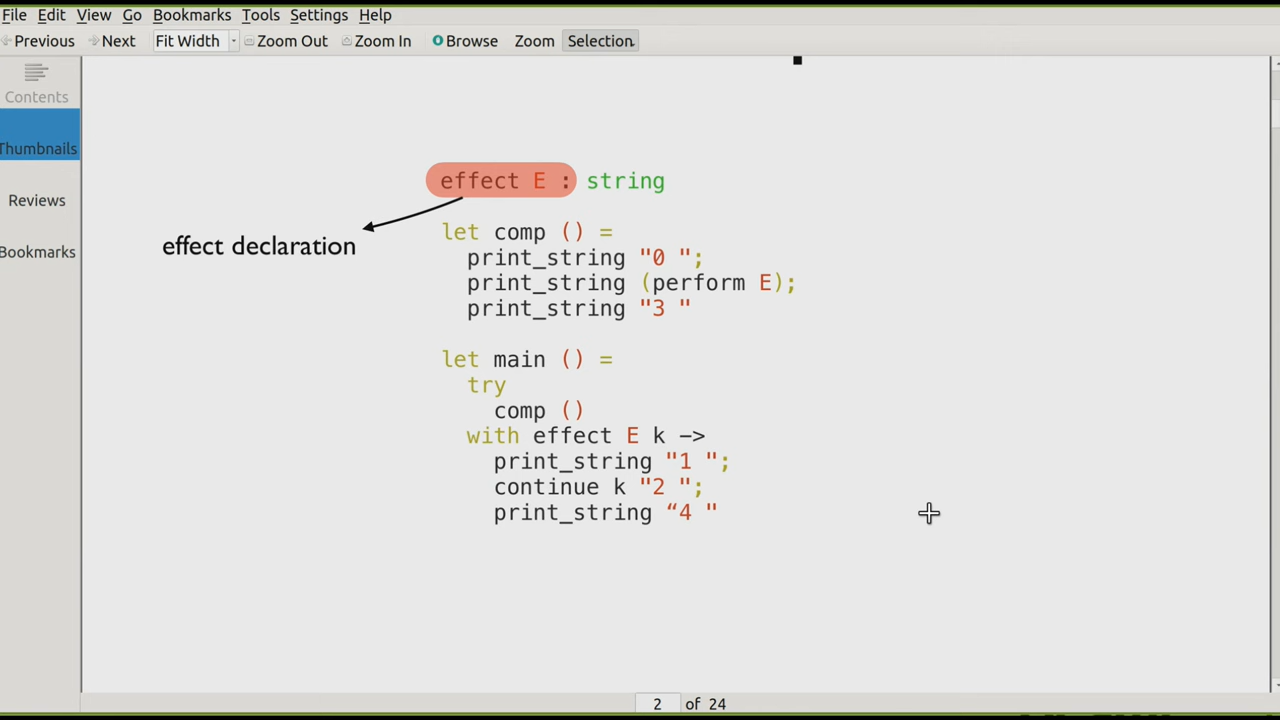 File Edit View Go Bookmarks Tools Settings Help
Previous Next Fit Width Zoom Out Zoom In Browse Zoom Selection
Contents
Thumbnails
Reviews
Bookmarks
effect E : string
effect declaration
let comp () =
print_string "0 ";
print_string (perform E);
print_string "3 "
let main () =
try
comp ()
with effect E k ->
print_string "1 ";
continue k "2 ";
print_string “4 "
2 of 24